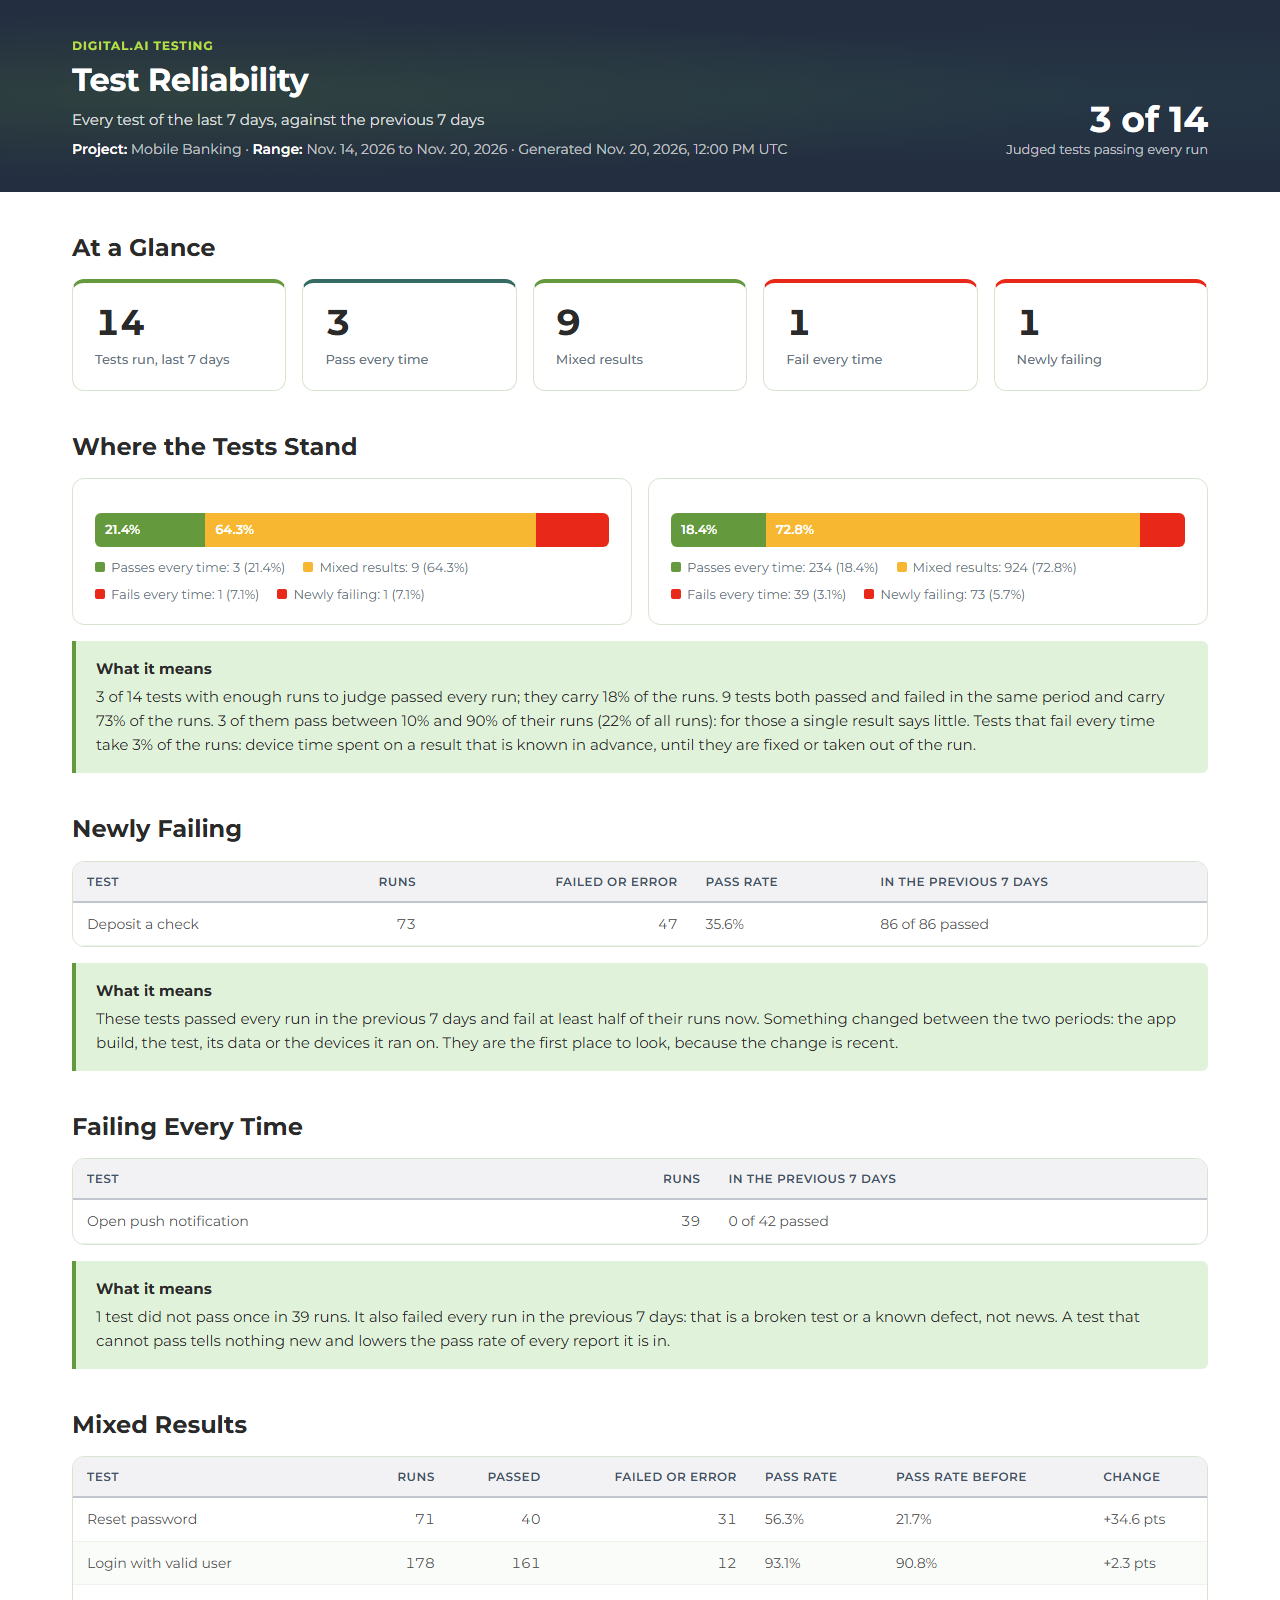 DIGITAL.AI TESTING
Test Reliability
Every test of the last 7 days, against the previous 7 days
Project: Mobile Banking · Range: Nov. 14, 2026 to Nov. 20, 2026 · Generated Nov. 20, 2026, 12:00 PM UTC
3 of 14
Judged tests passing every run
At a Glance
14
Tests run, last 7 days
3
Pass every time
9
Mixed results
1
Fail every time
1
Newly failing
Where the Tests Stand
21.4% 64.3%
Passes every time: 3 (21.4%) Mixed results: 9 (64.3%)
Fails every time: 1 (7.1%) Newly failing: 1 (7.1%)
18.4% 72.8%
Passes every time: 234 (18.4%) Mixed results: 924 (72.8%)
Fails every time: 39 (3.1%) Newly failing: 73 (5.7%)
What it means
3 of 14 tests with enough runs to judge passed every run; they carry 18% of the runs. 9 tests both passed and failed in the same period and carry
73% of the runs. 3 of them pass between 10% and 90% of their runs (22% of all runs): for those a single result says little. Tests that fail every time
take 3% of the runs: device time spent on a result that is known in advance, until they are fixed or taken out of the run.
Newly Failing
TEST RUNS FAILED OR ERROR PASS RATE IN THE PREVIOUS 7 DAYS
Deposit a check 73 47 35.6% 86 of 86 passed
What it means
These tests passed every run in the previous 7 days and fail at least half of their runs now. Something changed between the two periods: the app
build, the test, its data or the devices it ran on. They are the first place to look, because the change is recent.
Failing Every Time
TEST RUNS IN THE PREVIOUS 7 DAYS
Open push notification 39 0 of 42 passed
What it means
1 test did not pass once in 39 runs. It also failed every run in the previous 7 days: that is a broken test or a known defect, not news. A test that
cannot pass tells nothing new and lowers the pass rate of every report it is in.
Mixed Results
TEST RUNS PASSED FAILED OR ERROR PASS RATE PASS RATE BEFORE CHANGE
Reset password 71 40 31 56.3% 21.7% +34.6 pts
Login with valid user 178 161 12 93.1% 90.8% +2.3 pts